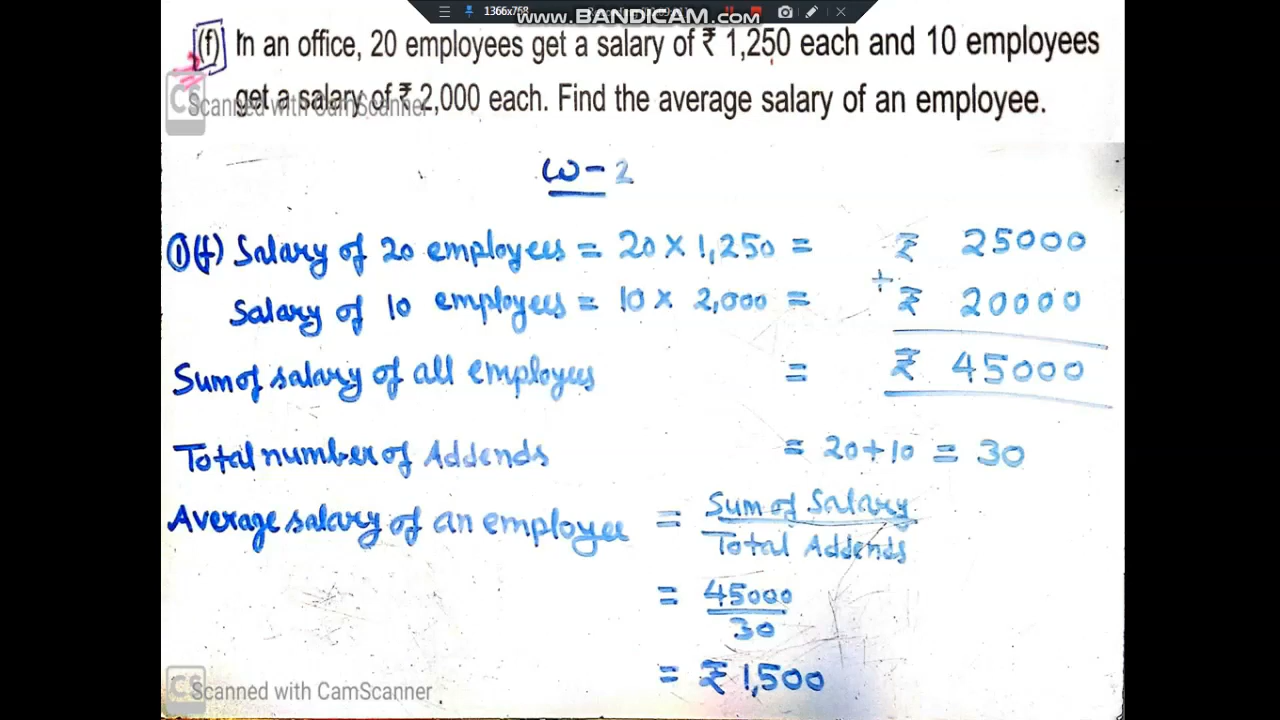 1366x768
www.BANDICAM.com
(f) In an office, 20 employees get a salary of ₹ 1,250 each and 10 employees
get a salary of ₹ 2,000 each. Find the average salary of an employee.
CS Scanned with CamScanner
W-2
①(f) Salary of 20 employees = 20 × 1,250 = ₹ 25000
Salary of 10 employees = 10 × 2,000 = + ₹ 20000
Sum of salary of all employees = ₹ 45000
Total number of Addends = 20+10 = 30
Average salary of an employee = Sum of Salary
Total Addends
= 45000
30
= ₹ 1,500
CS Scanned with CamScanner